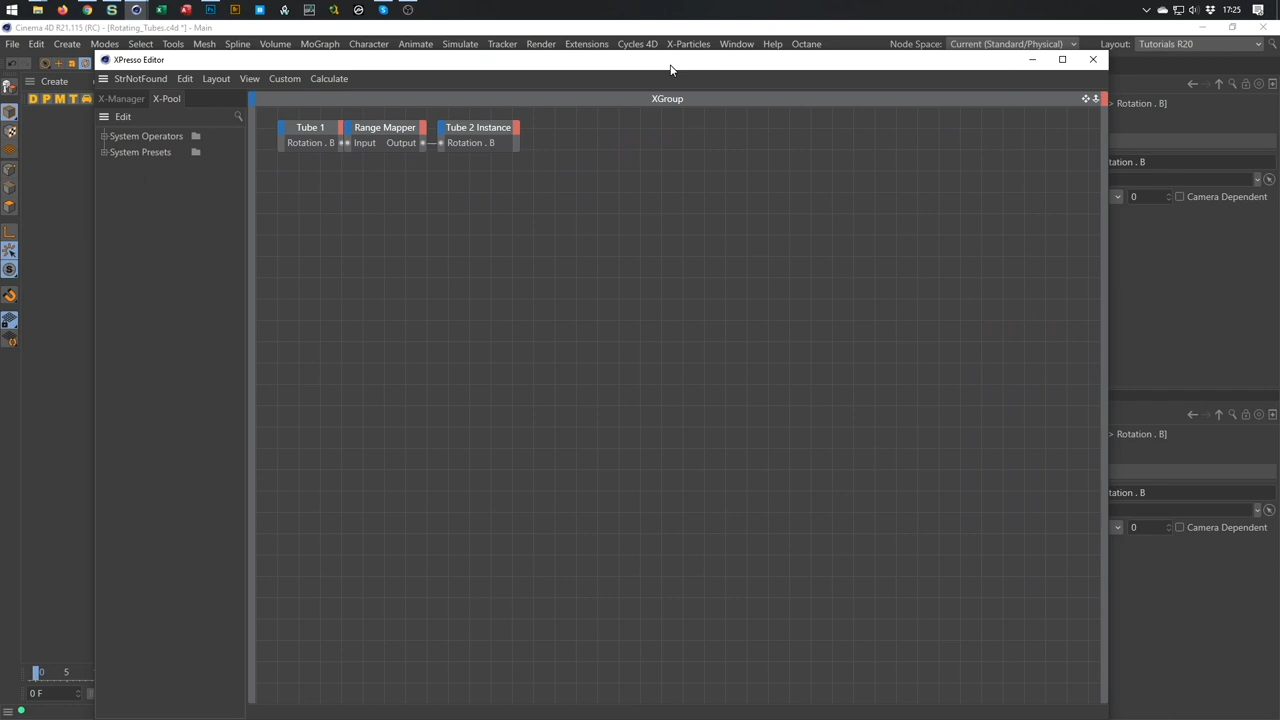 17:25
Cinema 4D R21.115 (RC) - [Rotating_Tubes.c4d *] - Main
File Edit Create Modes Select Tools Mesh Spline Volume MoGraph Character Animate Simulate Tracker Render Extensions Cycles 4D X-Particles Window Help Octane Node Space: Current (Standard/Physical) Layout: Tutorials R20
XPresso Editor
StrNotFound Edit Layout View Custom Calculate
Create
X-Manager X-Pool XGroup
D P M T
> Rotation . B]
Edit
Tube 1 Range Mapper Tube 2 Instance
System Operators
Rotation . B Input Output Rotation . B
System Presets
tation . B
0 Camera Dependent
> Rotation . B]
tation . B
0 Camera Dependent
0 5
0 F